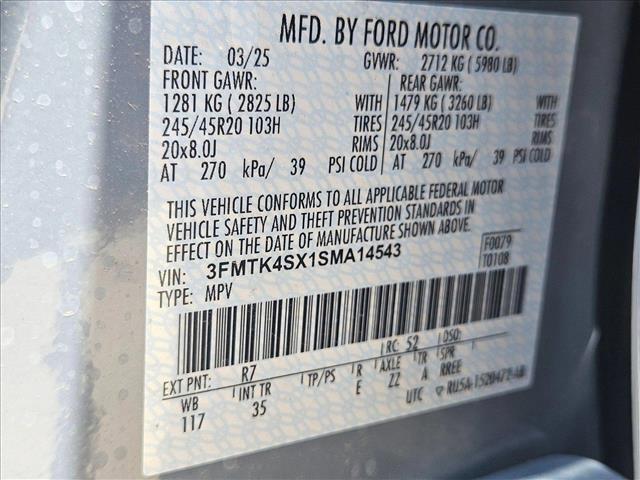 MFD. BY FORD MOTOR CO.
DATE: 03/25 GVWR: 2712 KG ( 5980 LB)
FRONT GAWR: REAR GAWR:
1281 KG ( 2825 LB) WITH 1479 KG ( 3260 LB) WITH
245/45R20 103H TIRES 245/45R20 103H TIRES
20x8.0J RIMS 20x8.0J RIMS
AT 270 kPa/ 39 PSI COLD AT 270 kPa/ 39 PSI COLD
THIS VEHICLE CONFORMS TO ALL APPLICABLE FEDERAL MOTOR
VEHICLE SAFETY AND THEFT PREVENTION STANDARDS IN
EFFECT ON THE DATE OF MANUFACTURE SHOWN ABOVE.
VIN: 3FMTK4SX1SMA14543 F0079
TYPE: MPV T0108
EXT PNT: R7 RC: 52 DSO:
WB INT TR TP/PS R AXLE TR SPR
117 35 E ZZ A RREE
UTC